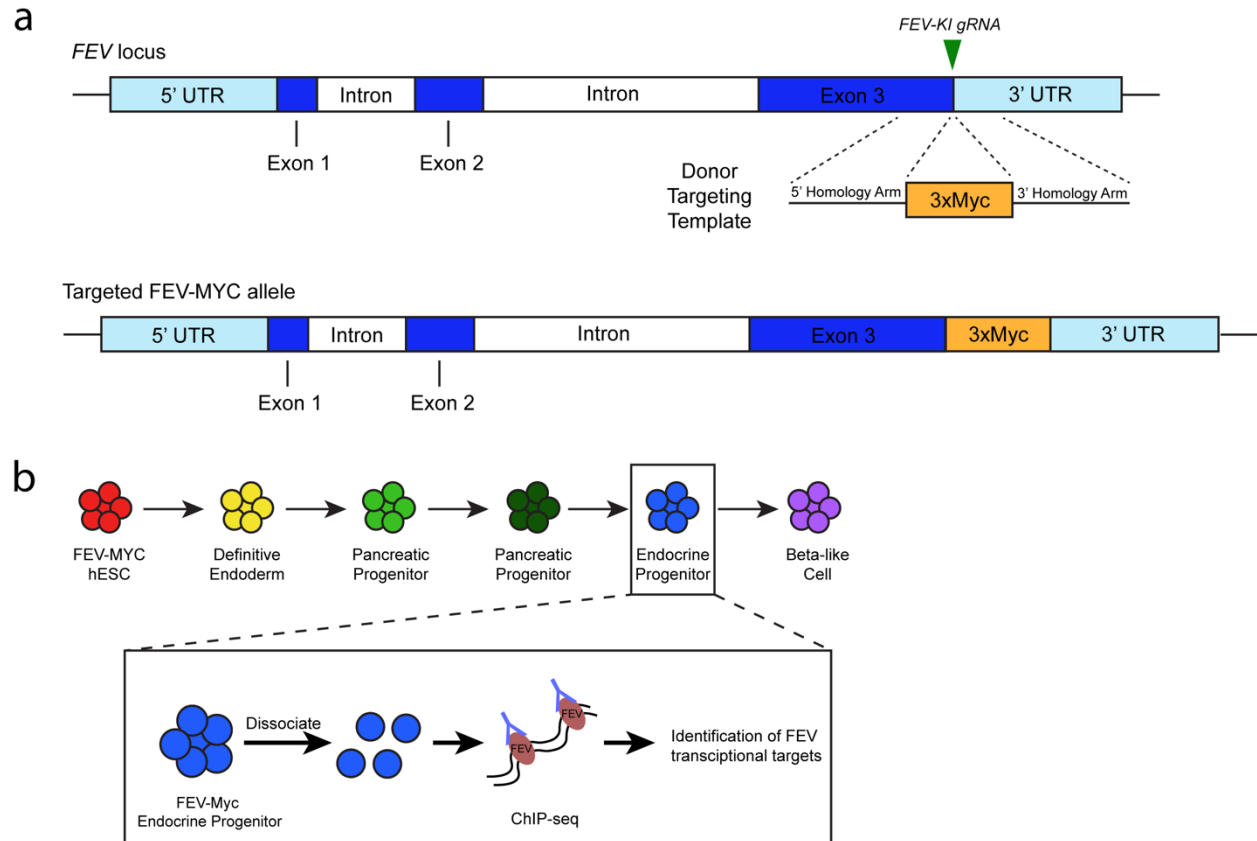 a
FEV locus
FEV-KI gRNA
5' UTR
Intron
Intron
Exon 3
3' UTR
Exon 1
Exon 2
Donor
Targeting
Template
5' Homology Arm
3xMyc
3' Homology Arm
Targeted FEV-MYC allele
5' UTR
Intron
Intron
Exon 3
3xMyc
3' UTR
Exon 1
Exon 2
b
FEV-MYC
hESC
Definitive
Endoderm
Pancreatic
Progenitor
Pancreatic
Progenitor
Endocrine
Progenitor
Beta-like
Cell
Dissociate
FEV
FEV
Identification of FEV
transciptional targets
FEV-Myc
Endocrine Progenitor
ChIP-seq